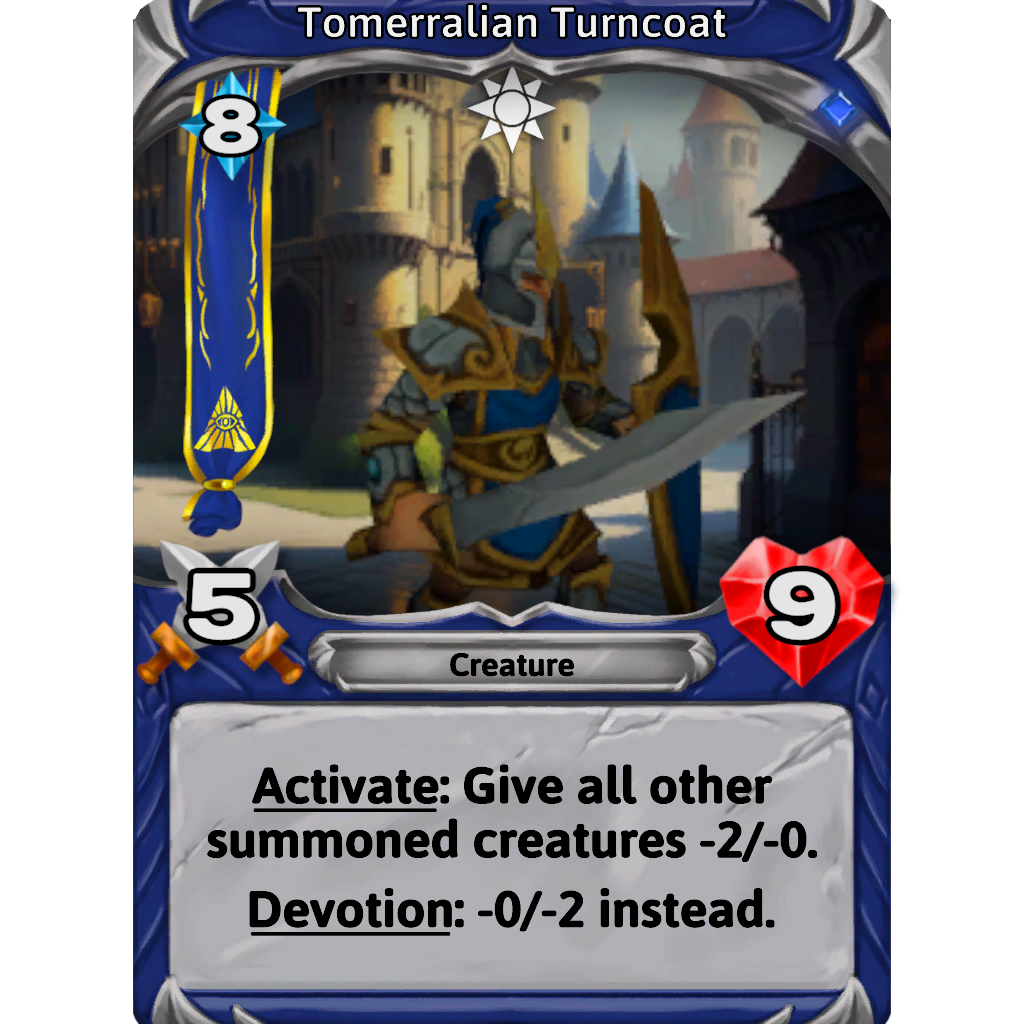 Tomerralian Turncoat
8
5
9
Creature
Activate: Give all other
summoned creatures -2/-0.
Devotion: -0/-2 instead.